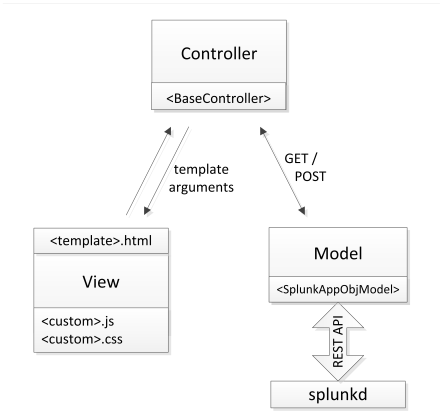 Controller
<BaseController>
template
arguments
GET /
POST
<template>.html
View
<custom>.js
<custom>.css
Model
<SplunkAppObjModel>
REST API
splunkd